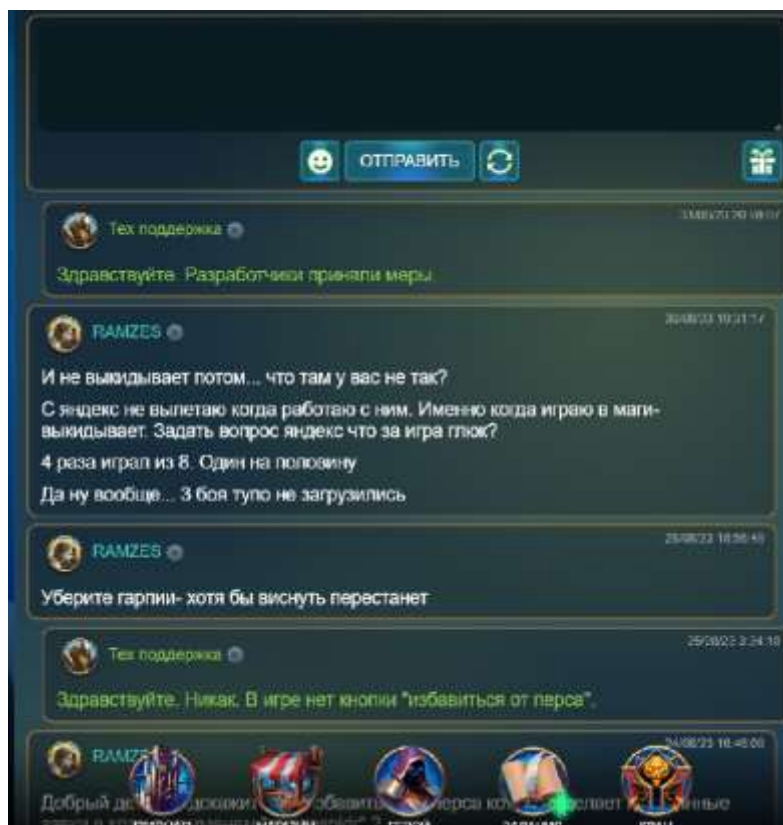 ОТПРАВИТЬ
Тех поддержка
Здравствуйте. Разработчики приняли меры.
RAMZES
И не выкидывает потом... что там у вас не так?
С яндекс не вылетаю когда работаю с ним. Именно когда играю в маги-
выкидывает. Задать вопрос яндекс что за игра глюк?
4 раза играл из 8. Один на половину
Да ну вообще... 3 боя тупо не загрузились
RAMZES
Уберите гарпии- хотя бы виснуть перестанет
Тех поддержка
25/08/23
Здравствуйте. Никак. В игре нет кнопки "избавиться от перса".
Добрый